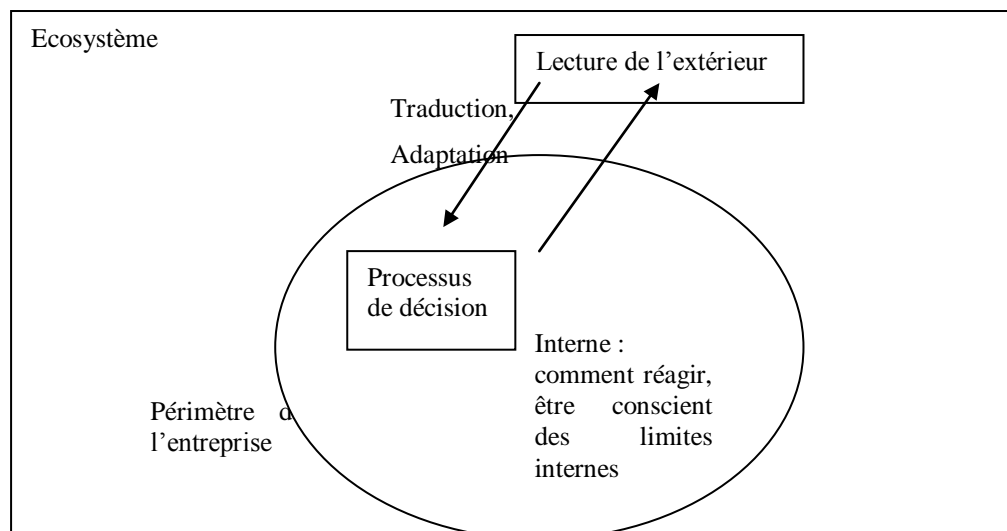 Ecosystème
Lecture de l’extérieur
Traduction,
Adaptation
Processus
de décision
Interne :
comment réagir,
être conscient
des limites
internes
Périmètre d
l’entreprise